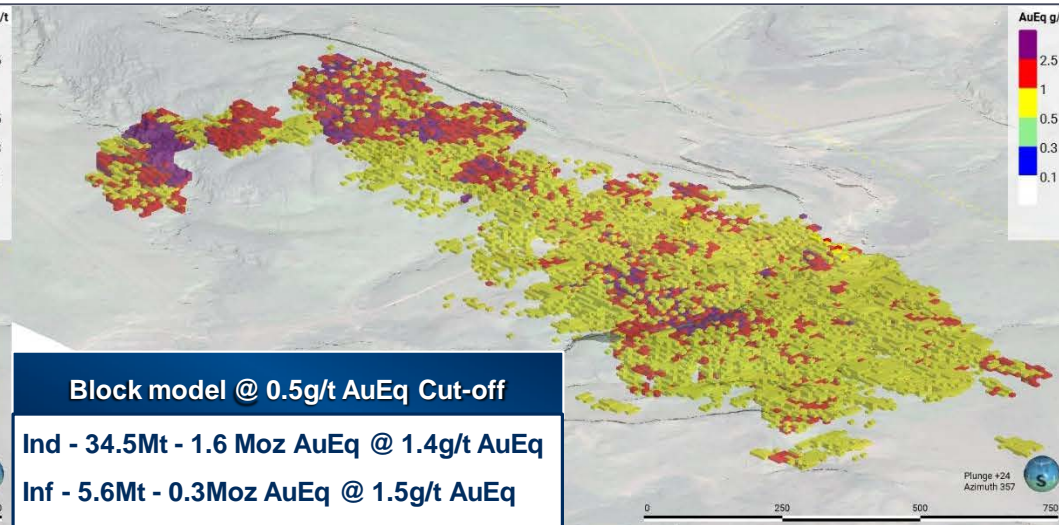 /t
AuEq g/
2.5
1
0.5
0.3
0.1
Block model @ 0.5g/t AuEq Cut-off
Ind - 34.5Mt - 1.6 Moz AuEq @ 1.4g/t AuEq
Inf - 5.6Mt - 0.3Moz AuEq @ 1.5g/t AuEq
Plunge +24
Azimuth 357
S
0
250
500
750